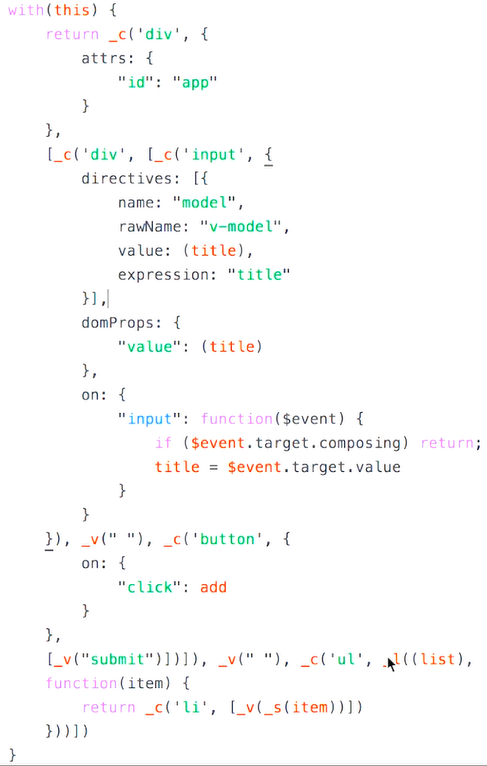 with(this) {
return _c('div', {
attrs: {
"id": "app"
}
},
[_c('div', [_c('input', {
directives: [{
name: "model",
rawName: "v-model",
value: (title),
expression: "title"
}],
domProps: {
"value": (title)
},
on: {
"input": function($event) {
if ($event.target.composing) return;
title = $event.target.value
}
}
}), _v(" "), _c('button', {
on: {
"click": add
}
},
[_v("submit")])]), _v(" "), _c('ul', _l((list),
function(item) {
return _c('li', [_v(_s(item))])
}))])
}